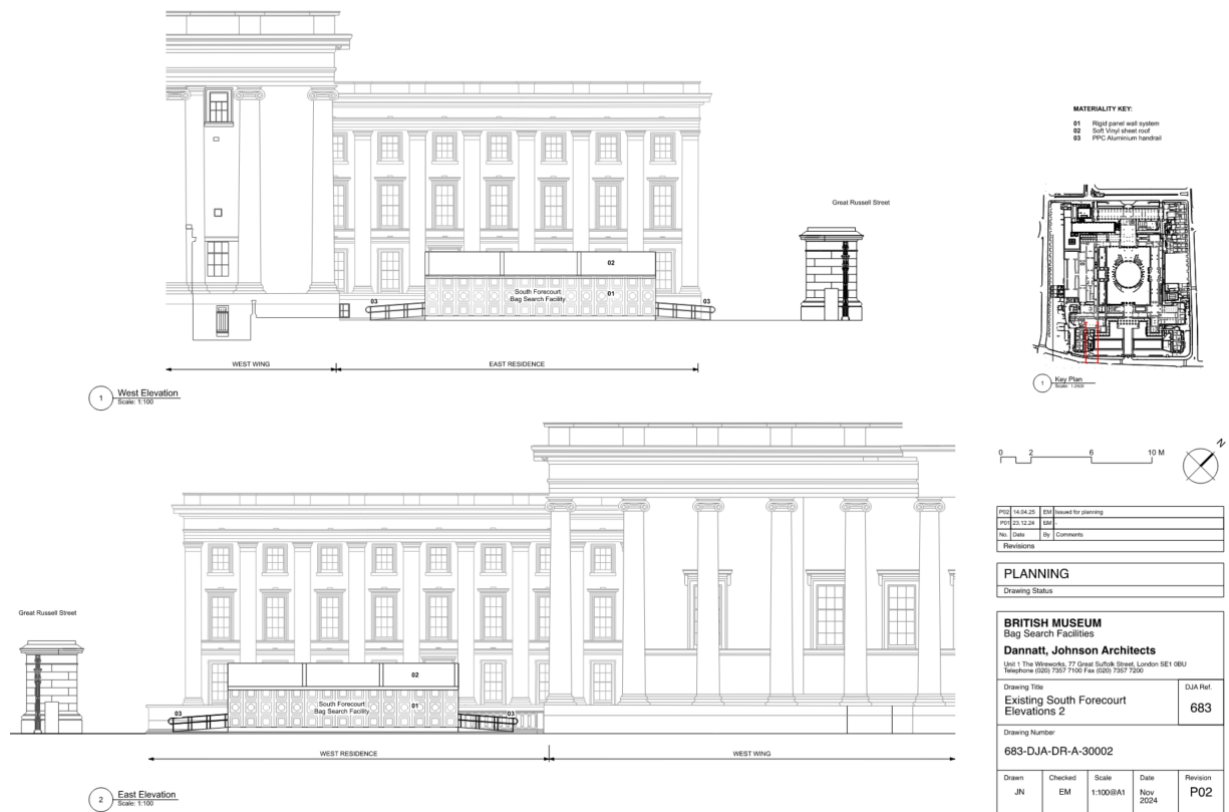 MATERIALITY KEY:
01 Rigid panel wall system
02 Soft Vinyl sheet roof
03 PPC Aluminium handrail
Great Russell Street
02
01
South Forecourt
Bag Search Facility
03
03
WEST WING
EAST RESIDENCE
1 West Elevation
Scale: 1:100
1 Key Plan
N
0 2 6 10 M
Great Russell Street
02
01
South Forecourt
Bag Search Facility
03
03
WEST RESIDENCE
WEST WING
2 East Elevation
Scale: 1:100
P02 14.04.25 EM Issued for planning
P01 23.12.24 EM -
No. Date By Comments
Revisions
PLANNING
Drawing Status
BRITISH MUSEUM
Bag Search Facilities
Dannatt, Johnson Architects
Unit 1 The Wireworks, 77 Great Suffolk Street, London SE1 0BU
Telephone (020) 7357 7100 Fax (020) 7357 7200
Drawing Title
Existing South Forecourt
Elevations 2
DJA Ref.
683
Drawing Number
683-DJA-DR-A-30002
Drawn Checked Scale Date Revision
JN EM 1:100@A1 Nov 2024 P02